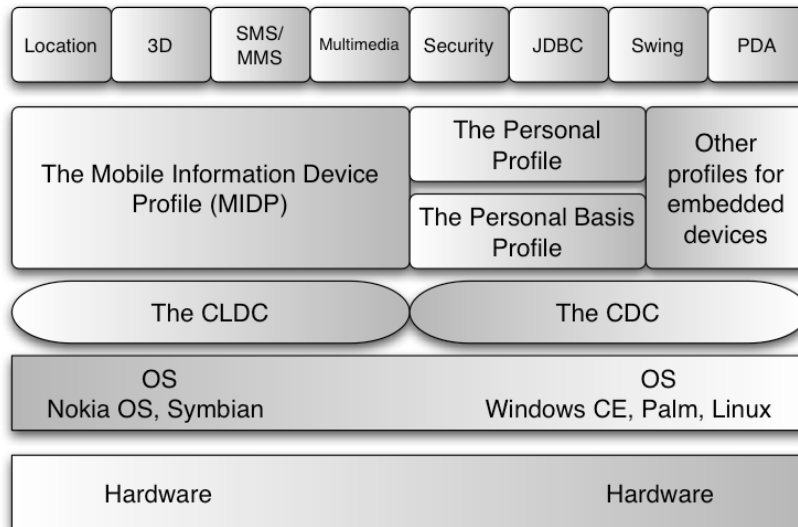 Location
3D
SMS/
MMS
Multimedia
Security
JDBC
Swing
PDA
The Mobile Information Device
Profile (MIDP)
The Personal
Profile
The Personal Basis
Profile
Other
profiles for
embedded
devices
The CLDC
The CDC
OS
Nokia OS, Symbian
OS
Windows CE, Palm, Linux
Hardware
Hardware